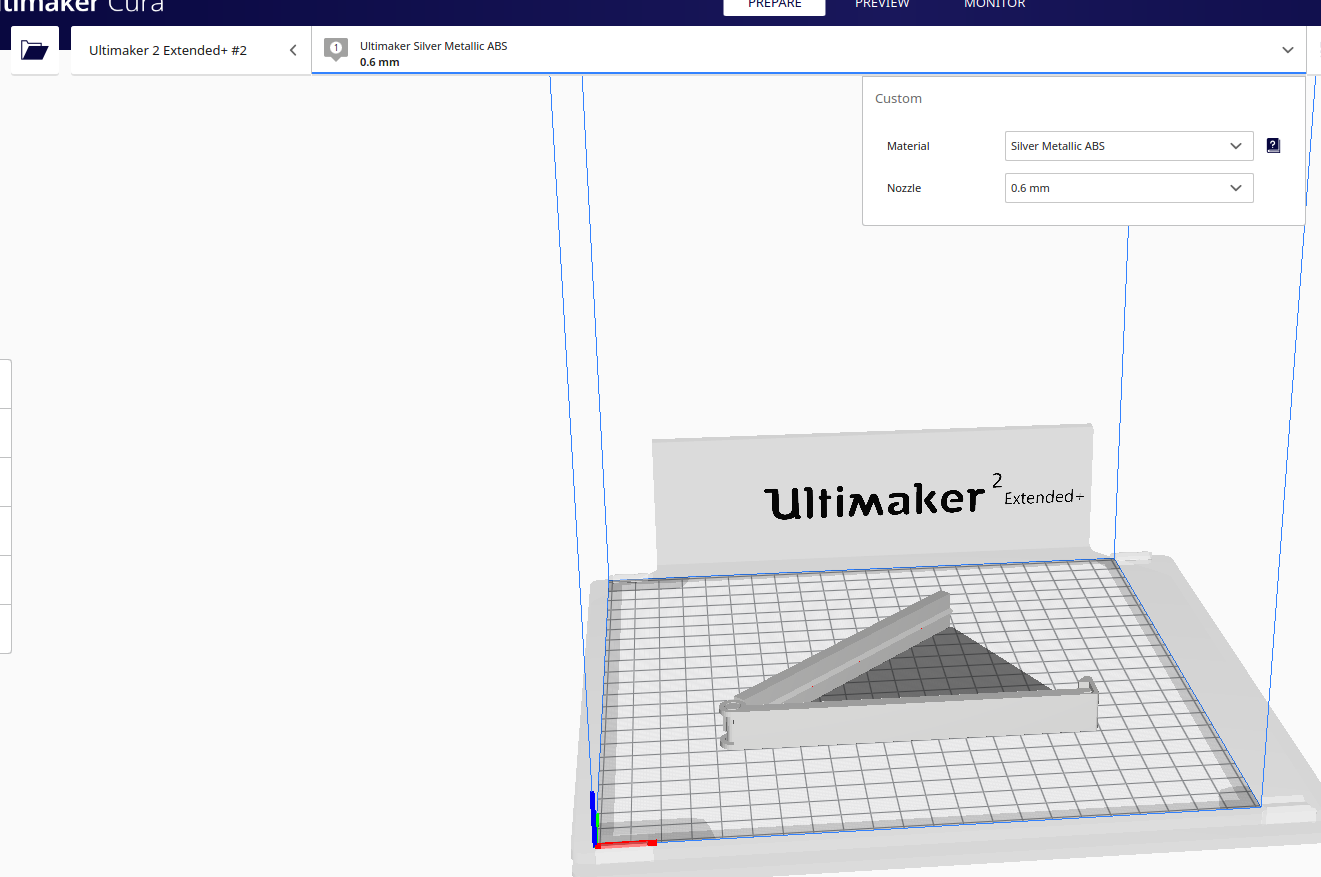 ltimaker Cura
PREPARE
PREVIEW
MONITOR
Ultimaker 2 Extended+ #2
1
Ultimaker Silver Metallic ABS
0.6 mm
Custom
Material
Silver Metallic ABS
?
Nozzle
0.6 mm
Ultimaker 2 Extended+